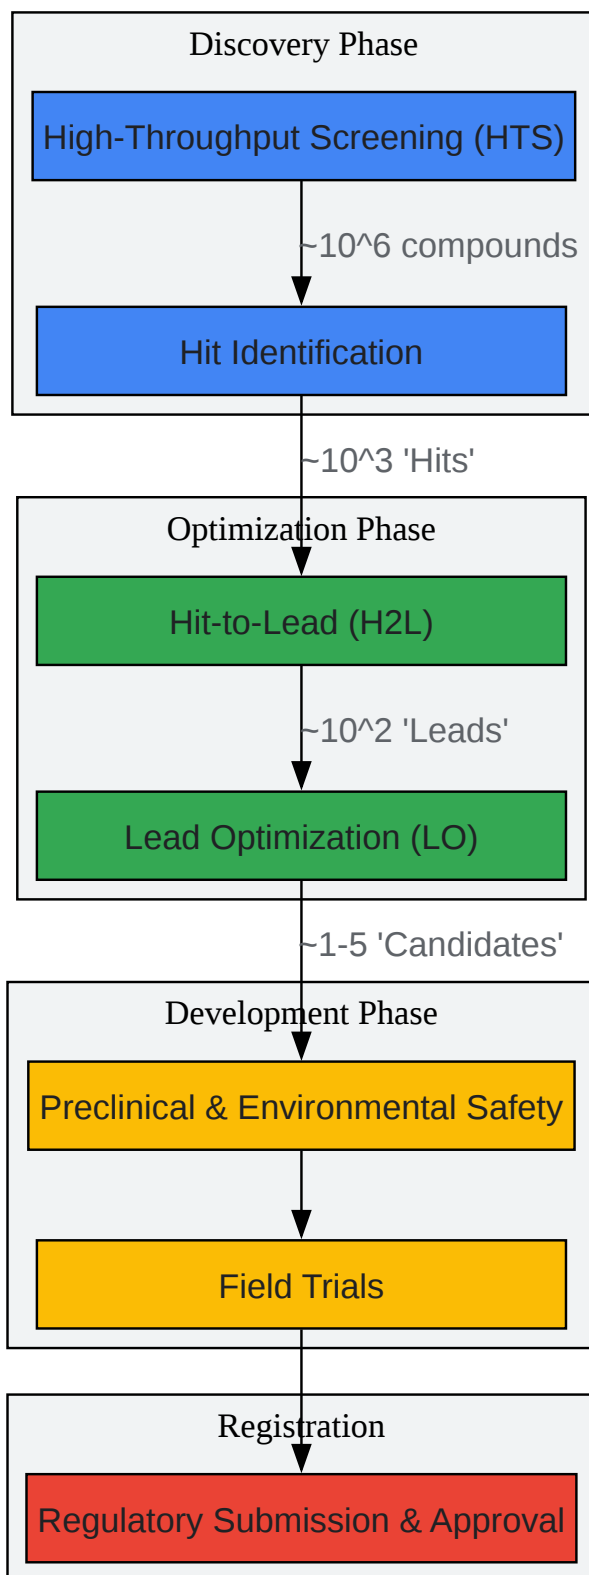 Discovery Phase
High-Throughput Screening (HTS)
~10^6 compounds
Hit Identification
~10^3 'Hits'
Optimization Phase
Hit-to-Lead (H2L)
~10^2 'Leads'
Lead Optimization (LO)
~1-5 'Candidates'
Development Phase
Preclinical & Environmental Safety
Field Trials
Registration
Regulatory Submission & Approval